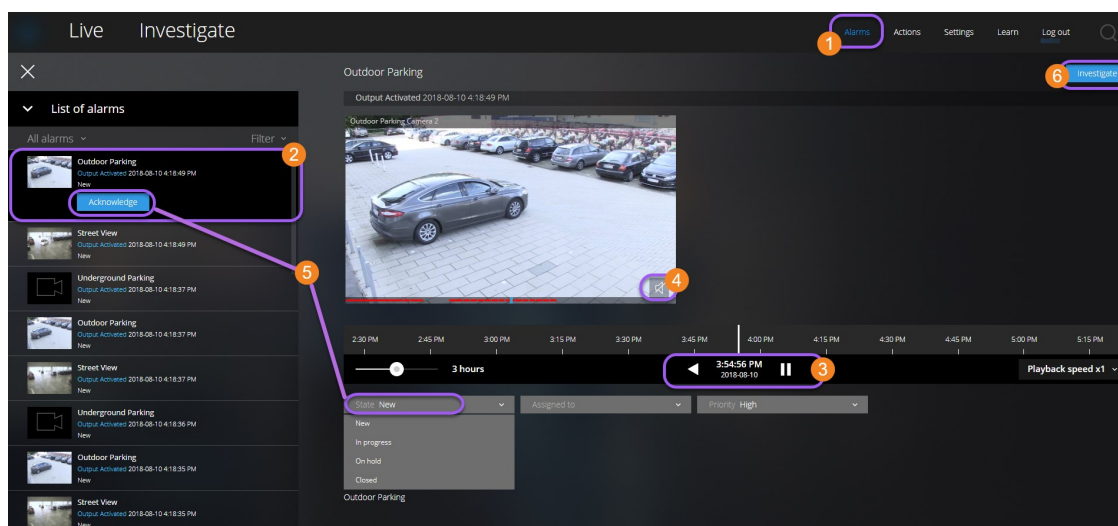 Live Investigate
Alarms Actions Settings Learn Log out
1
Outdoor Parking
6
Investigate
List of alarms
Output Activated 2018-08-10 4:18:49 PM
All alarms Filter
2
Outdoor Parking Camera 2
Outdoor Parking
Output Activated 2018-08-10 4:18:49 PM
New
Acknowledge
Street View
Output Activated 2018-08-10 4:18:49 PM
New
Underground Parking
Output Activated 2018-08-10 4:18:37 PM
New
Outdoor Parking
Output Activated 2018-08-10 4:18:37 PM
New
Street View
Output Activated 2018-08-10 4:18:37 PM
New
Underground Parking
Output Activated 2018-08-10 4:18:36 PM
New
Outdoor Parking
Output Activated 2018-08-10 4:18:35 PM
New
Street View
Output Activated 2018-08-10 4:18:35 PM
New
5
4
2:30 PM 2:45 PM 3:00 PM 3:15 PM 3:30 PM 3:45 PM 4:00 PM 4:15 PM 4:30 PM 4:45 PM 5:00 PM 5:15 PM
3 hours
3:54:56 PM
2018-08-10
3
Playback speed x1
State New
Assigned to
Priority High
New
In progress
On hold
Closed
Outdoor Parking